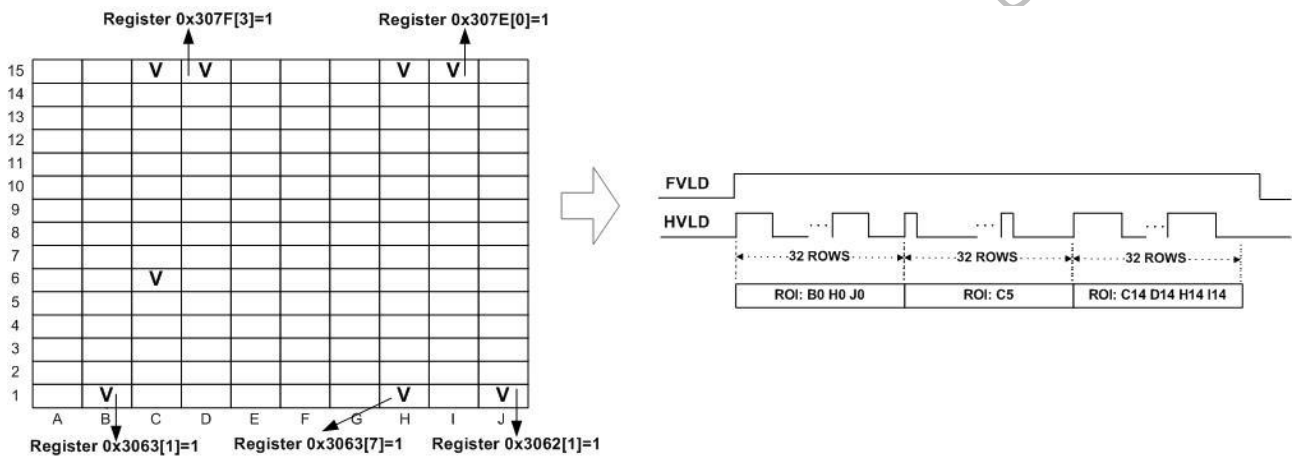 Register 0x307F[3]=1 Register 0x307E[0]=1
15 V V V V
14
13
12
11
10
9
8
7
6 V
5
4
3
2
1 V V V
A B C D E F G H I J
Register 0x3063[1]=1 Register 0x3063[7]=1 Register 0x3062[1]=1
FVLD
HVLD
32 ROWS 32 ROWS 32 ROWS
ROI: B0 H0 J0 ROI: C5 ROI: C14 D14 H14 I14